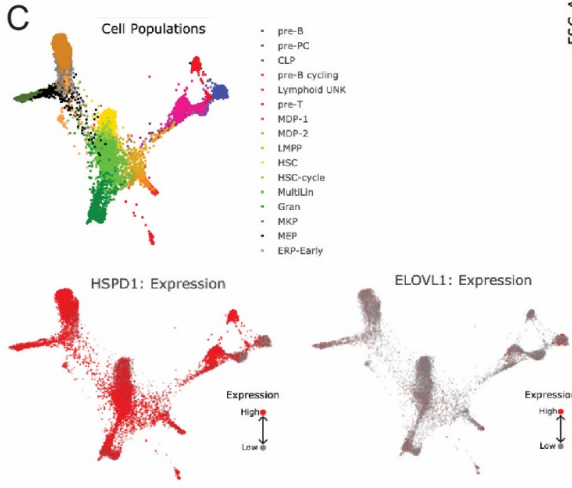 C
Cell Populations
pre-B
pre-PC
CLP
pre-B cycling
Lymphoid UNK
pre-T
MDP-1
MDP-2
LMPP
HSC
HSC-cycle
MultiLin
Gran
MKP
MEP
ERP-Early
HSPD1: Expression
Expression
High
Low
ELOVL1: Expression
Expression
High
Low